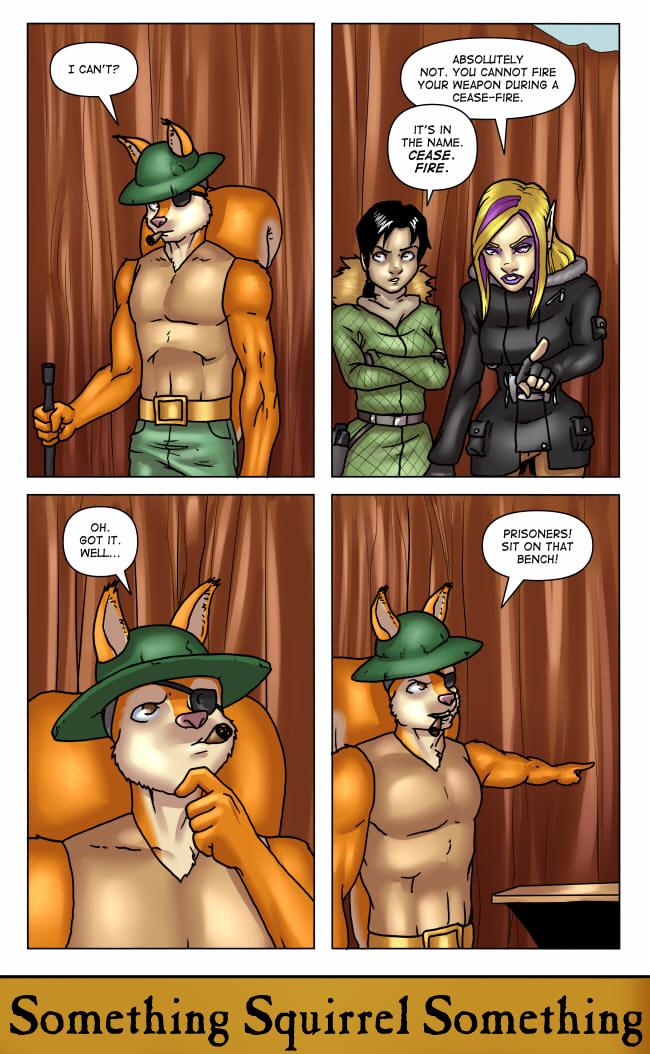 I CAN'T?
ABSOLUTELY
NOT. YOU CANNOT FIRE
YOUR WEAPON DURING A
CEASE-FIRE.
IT'S IN
THE NAME.
CEASE.
FIRE.
OH.
GOT IT.
WELL...
PRISONERS!
SIT ON THAT
BENCH!
Something Squirrel Something